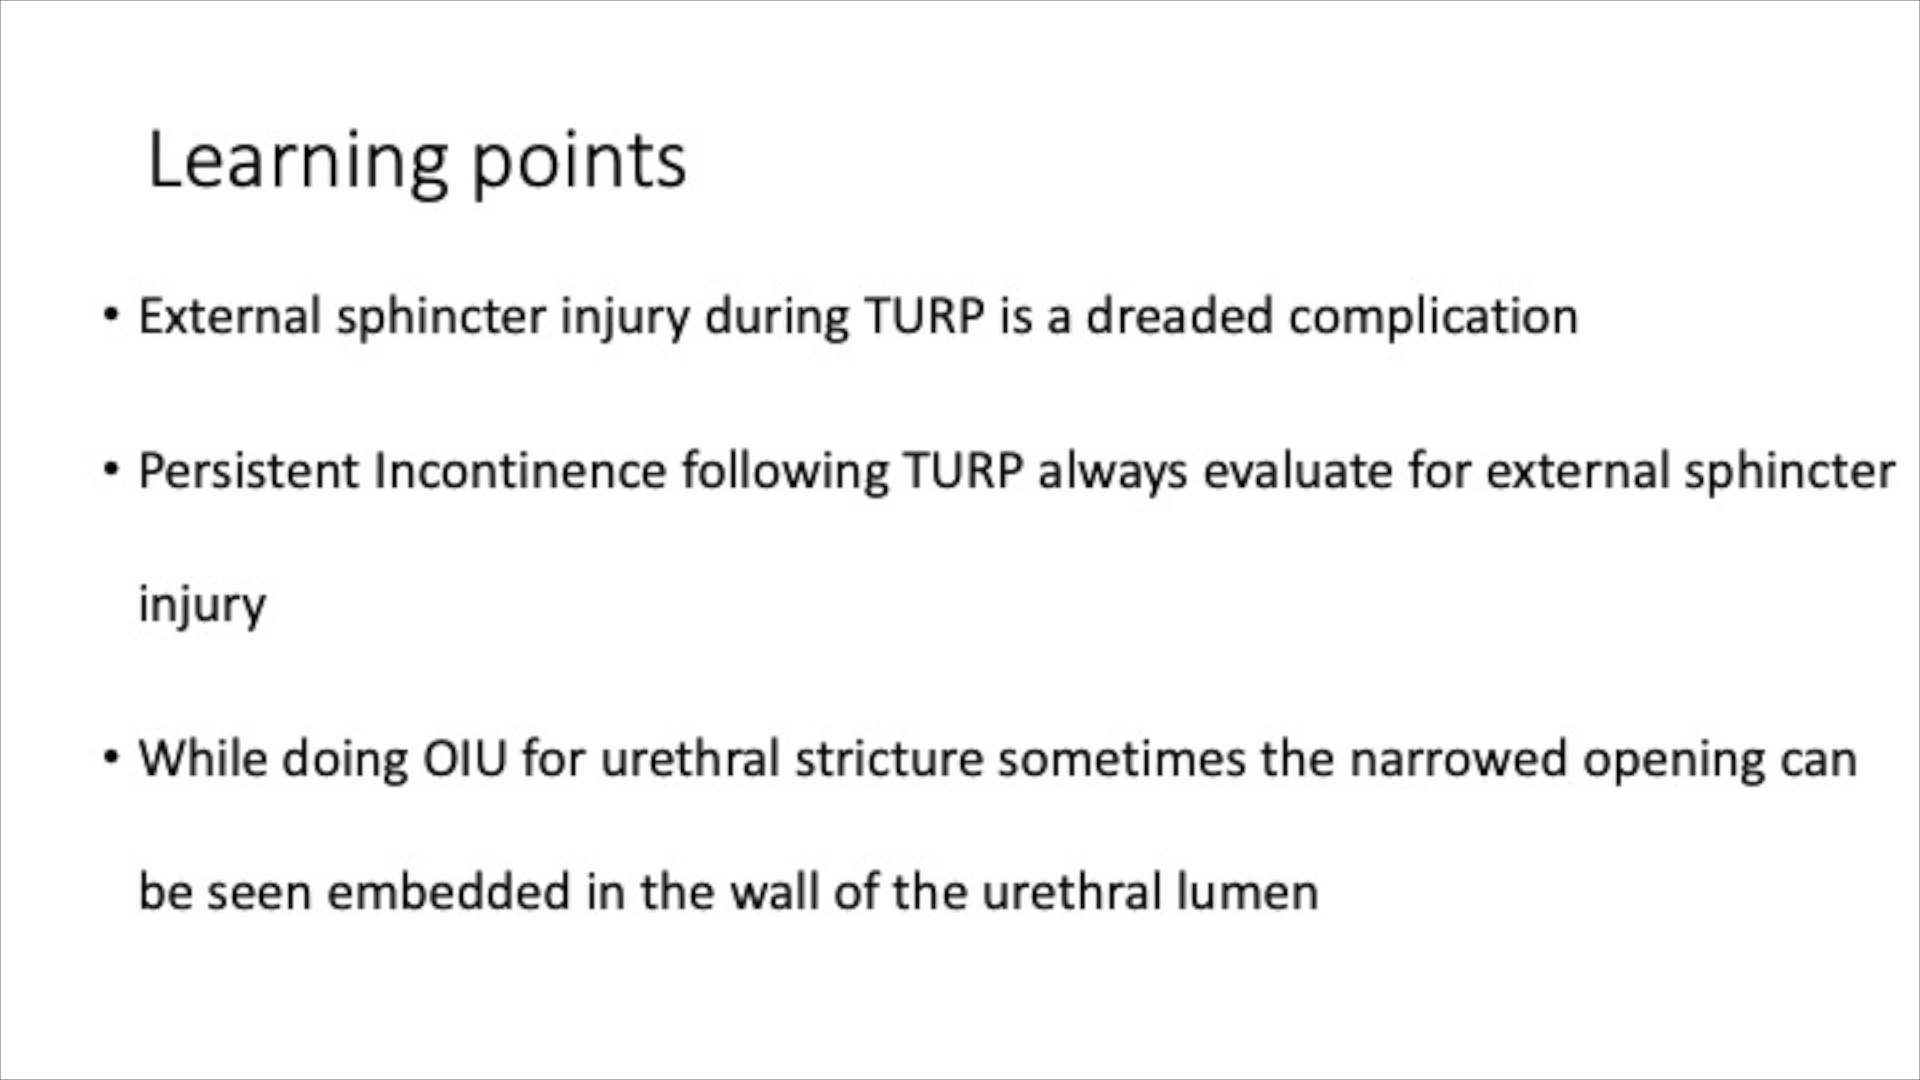 Learning points
• External sphincter injury during TURP is a dreaded complication
• Persistent Incontinence following TURP always evaluate for external sphincter
injury
• While doing OIU for urethral stricture sometimes the narrowed opening can
be seen embedded in the wall of the urethral lumen